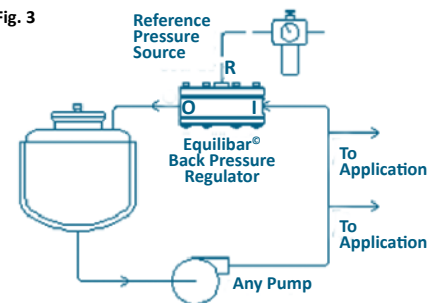 Fig. 3
Reference
Pressure
Source
R
O
I
Equilibar©
Back Pressure
Regulator
To
Application
To
Application
Any Pump